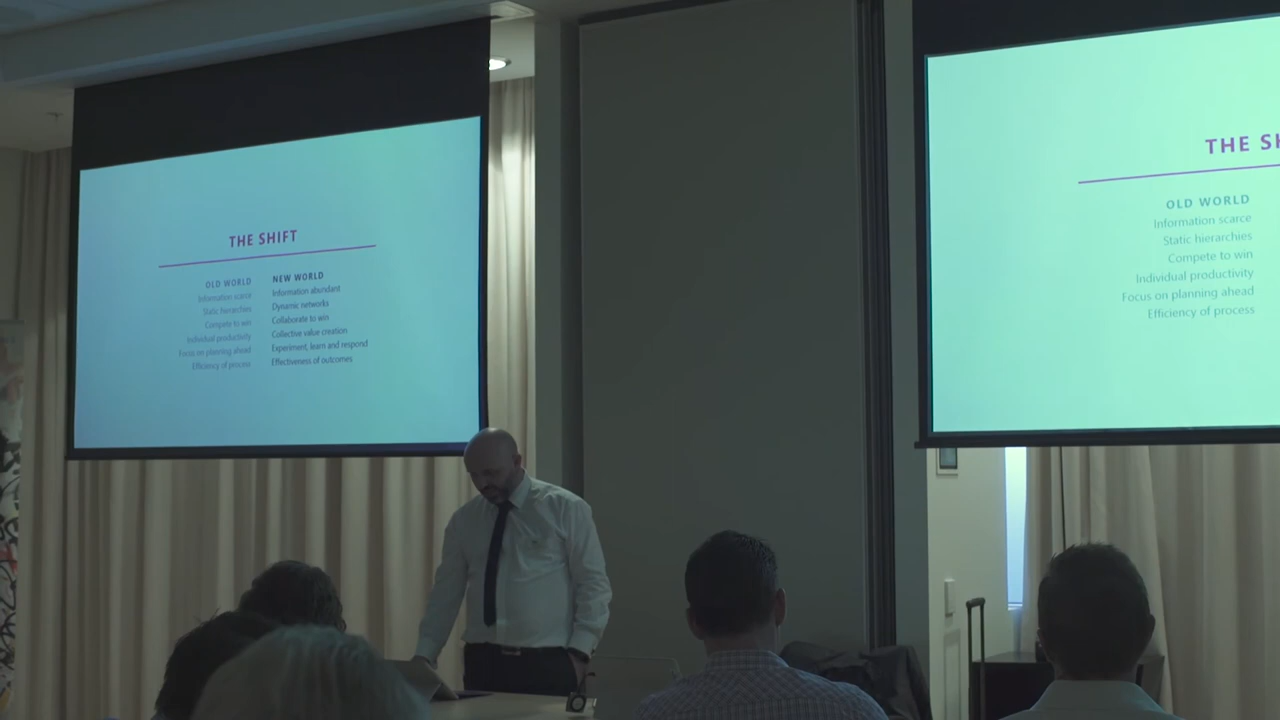 THE SHIFT
OLD WORLD NEW WORLD
Information scarce Information abundant
Static hierarchies Dynamic networks
Compete to win Collaborate to win
Individual productivity Collective value creation
Focus on planning ahead Experiment, learn and respond
Efficiency of process Effectiveness of outcomes
THE SH
OLD WORLD
Information scarce
Static hierarchies
Compete to win
Individual productivity
Focus on planning ahead
Efficiency of process